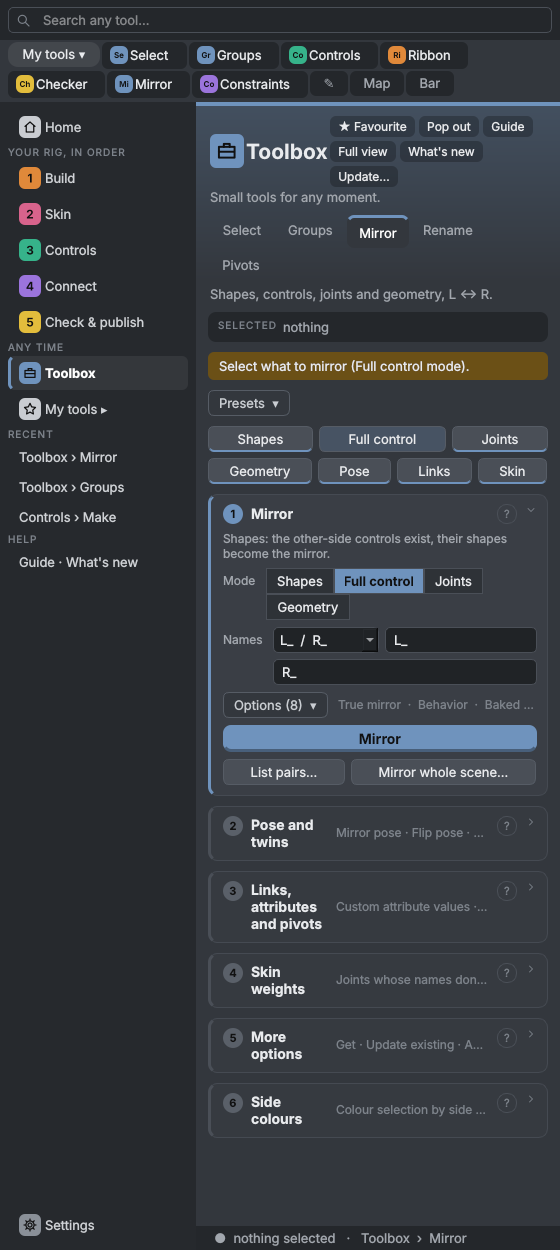 Search any tool...
My tools ▾ Se Select Gr Groups Co Controls Ri Ribbon
Ch Checker Mi Mirror Co Constraints ✎ Map Bar
Home
YOUR RIG, IN ORDER
1 Build
2 Skin
3 Controls
4 Connect
5 Check & publish
ANY TIME
Toolbox
My tools ▸
RECENT
Toolbox › Mirror
Toolbox › Groups
Controls › Make
HELP
Guide · What's new
Settings
Toolbox
★ Favourite Pop out Guide
Full view What's new
Update...
Small tools for any moment.
Select Groups Mirror Rename
Pivots
Shapes, controls, joints and geometry, L ↔ R.
SELECTED nothing
Select what to mirror (Full control mode).
Presets ▾
Shapes Full control Joints
Geometry Pose Links Skin
1 Mirror ?
Shapes: the other-side controls exist, their shapes
become the mirror.
Mode Shapes Full control Joints
Geometry
Names L_ / R_ L_
R_
Options (8) ▾ True mirror · Behavior · Baked ...
Mirror
List pairs... Mirror whole scene...
2 Pose and
twins
Mirror pose · Flip pose · ... ?
3 Links,
attributes
and pivots
Custom attribute values ·... ?
4 Skin
weights
Joints whose names don... ?
5 More
options
Get · Update existing · A... ?
6 Side
colours
Colour selection by side ... ?
nothing selected · Toolbox › Mirror